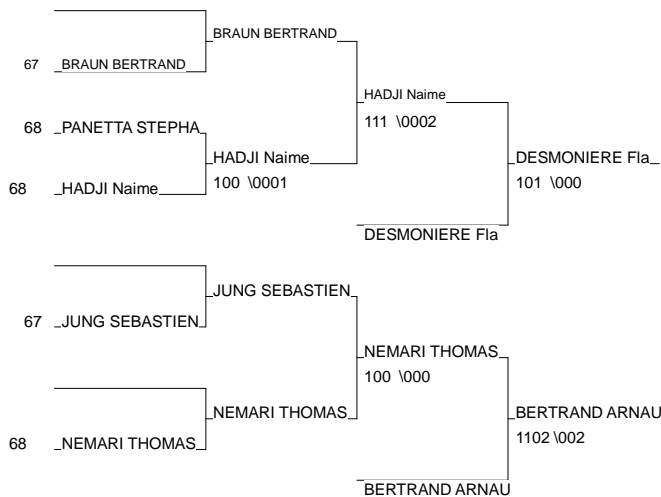 BRAUN BERTRAND
67 BRAUN BERTRAND
HADJI Naime
111 \0002
68 PANETTA STEPHA
HADJI Naime
100 \0001
DESMONIERE Fla
101 \000
68 HADJI Naime
DESMONIERE Fla
JUNG SEBASTIEN
67 JUNG SEBASTIEN
NEMARI THOMAS
100 \000
NEMARI THOMAS
BERTRAND ARNAU
1102 \002
68 NEMARI THOMAS
BERTRAND ARNAU